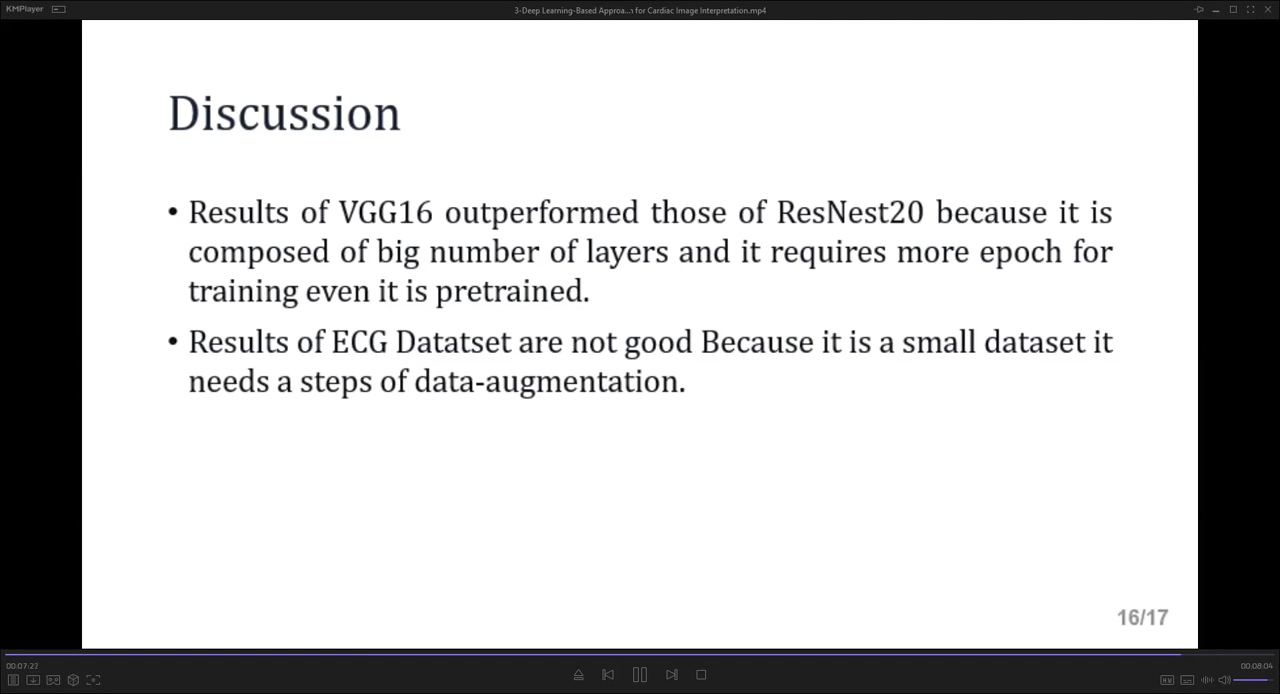 KMPlayer
3-Deep Learning-Based Approa...n for Cardiac Image Interpretation.mp4
Discussion
• Results of VGG16 outperformed those of ResNest20 because it is
composed of big number of layers and it requires more epoch for
training even it is pretrained.
• Results of ECG Datatset are not good Because it is a small dataset it
needs a steps of data-augmentation.
16/17
00:07:27
00:08:04